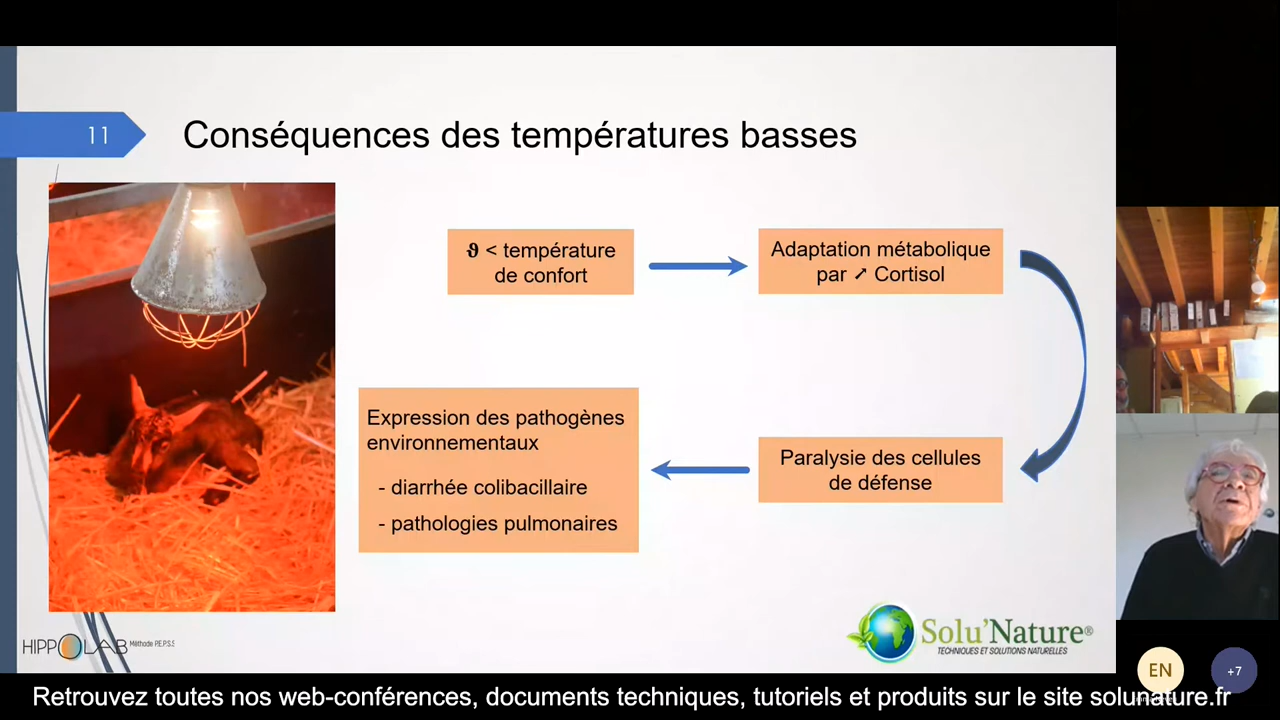 11
Conséquences des températures basses
ϑ < température
de confort
Adaptation métabolique
par ➚ Cortisol
Expression des pathogènes
environnementaux
- diarrhée colibacillaire
- pathologies pulmonaires
Paralysie des cellules
de défense
HIPPOLAB Méthode P.E.P.S.S
Solu'Nature®
TECHNIQUES ET SOLUTIONS NATURELLES
EN
+7
Retrouvez toutes nos web-conférences, documents techniques, tutoriels et produits sur le site solunature.fr